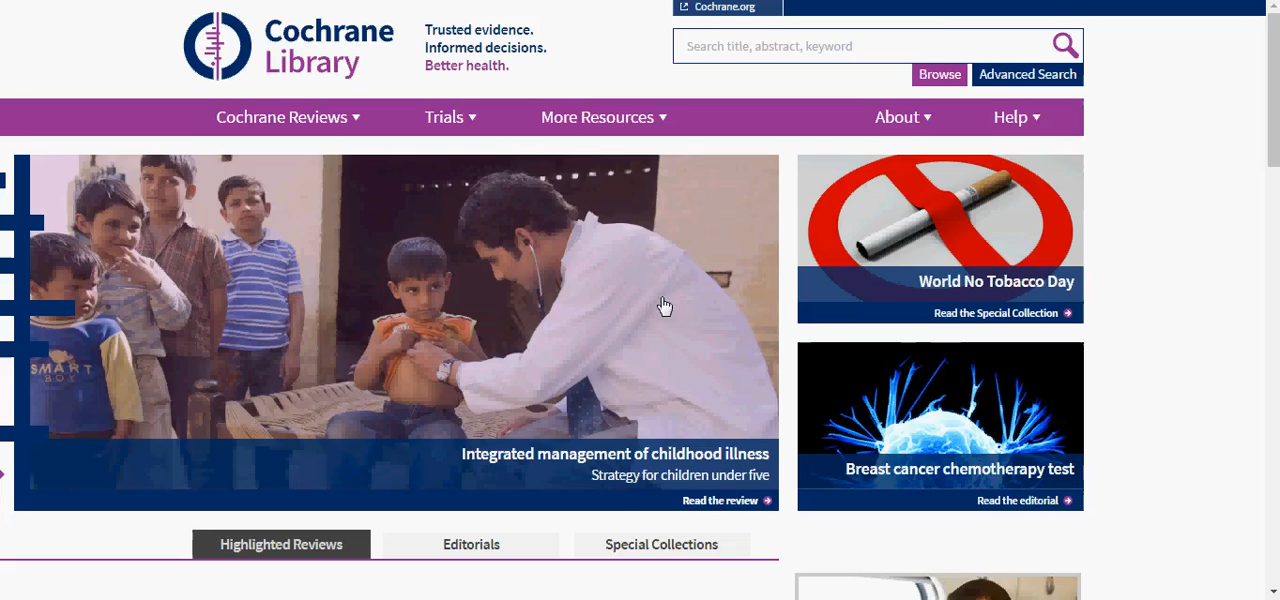 Cochrane.org
Cochrane
Library
Trusted evidence.
Informed decisions.
Better health.
Search title, abstract, keyword
Browse
Advanced Search
Cochrane Reviews
Trials
More Resources
About
Help
SMART
BOY
World No Tobacco Day
Read the Special Collection
Integrated management of childhood illness
Strategy for children under five
Read the review
Breast cancer chemotherapy test
Read the editorial
Highlighted Reviews
Editorials
Special Collections